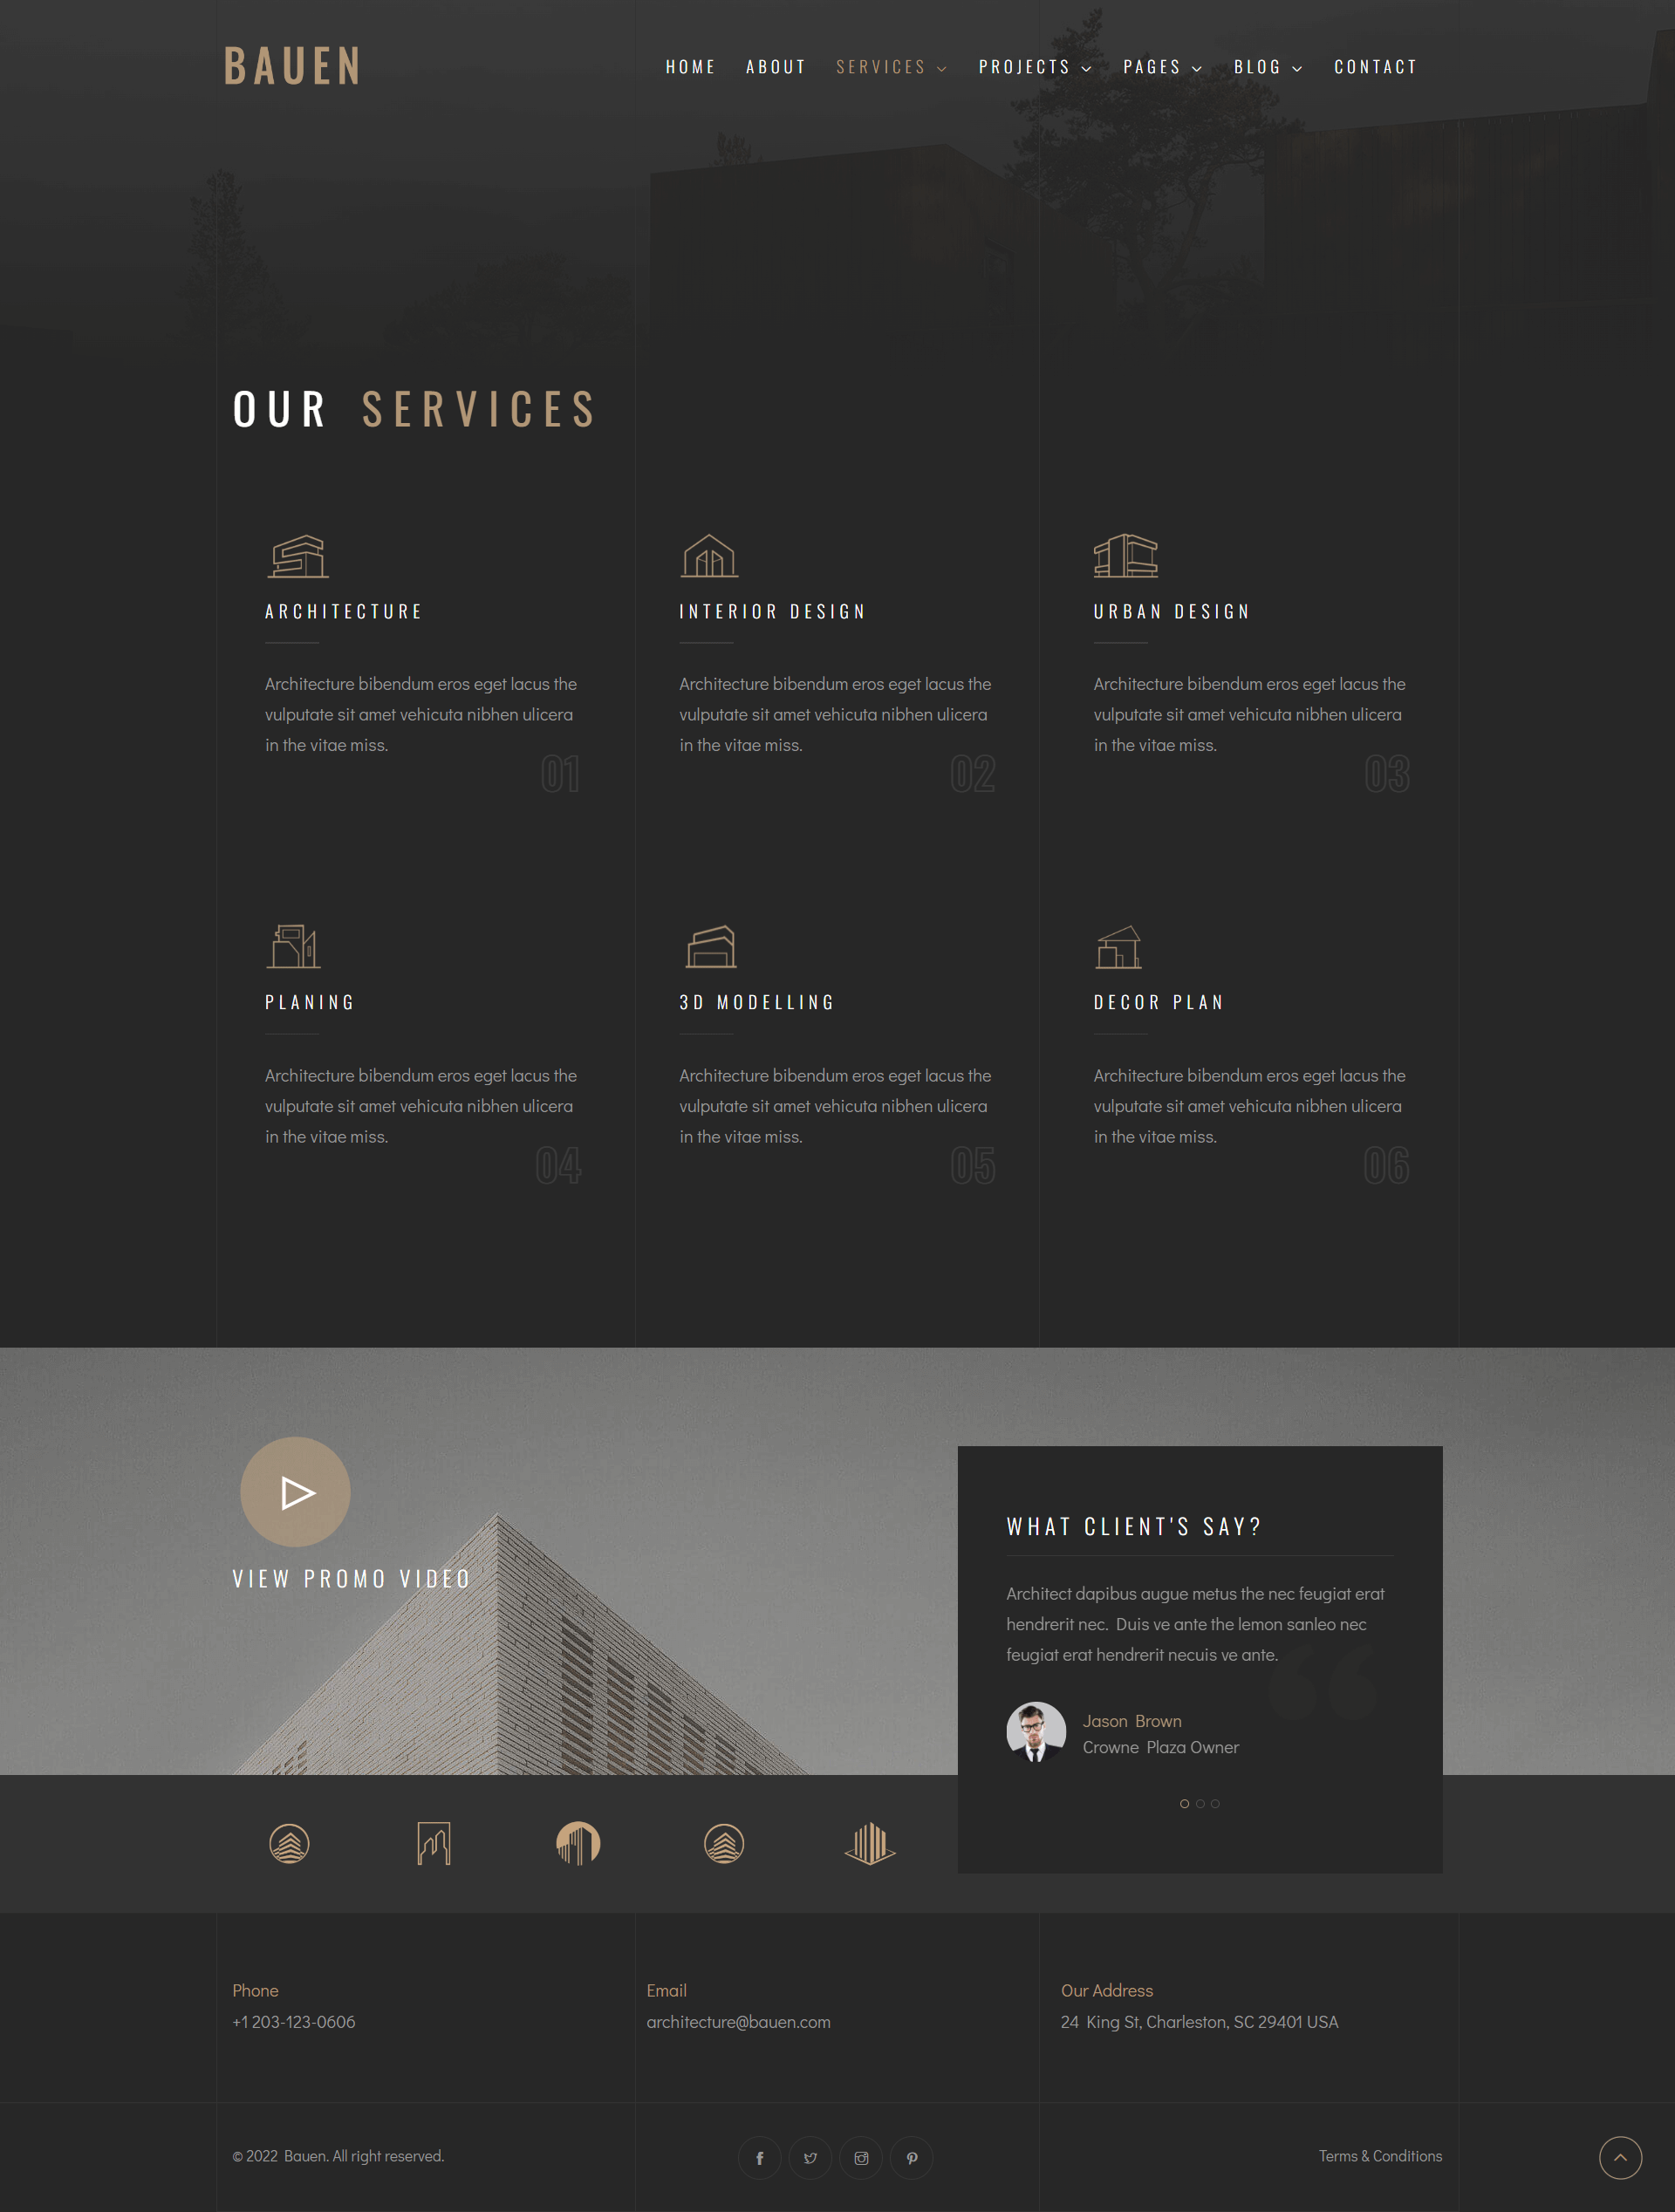 BAUEN
HOME ABOUT SERVICES PROJECTS PAGES BLOG CONTACT
OUR SERVICES
ARCHITECTURE
Architecture bibendum eros eget lacus the
vulputate sit amet vehicuta nibhen ulicera
in the vitae miss.
01
INTERIOR DESIGN
Architecture bibendum eros eget lacus the
vulputate sit amet vehicuta nibhen ulicera
in the vitae miss.
02
URBAN DESIGN
Architecture bibendum eros eget lacus the
vulputate sit amet vehicuta nibhen ulicera
in the vitae miss.
03
PLANING
Architecture bibendum eros eget lacus the
vulputate sit amet vehicuta nibhen ulicera
in the vitae miss.
04
3D MODELLING
Architecture bibendum eros eget lacus the
vulputate sit amet vehicuta nibhen ulicera
in the vitae miss.
05
DECOR PLAN
Architecture bibendum eros eget lacus the
vulputate sit amet vehicuta nibhen ulicera
in the vitae miss.
06
VIEW PROMO VIDEO
WHAT CLIENT'S SAY?
Architect dapibus augue metus the nec feugiat erat
hendrerit nec. Duis ve ante the lemon sanleo nec
feugiat erat hendrerit necuis ve ante.
Jason Brown
Crowne Plaza Owner
Phone
+1 203-123-0606
Email
architecture@bauen.com
Our Address
24 King St, Charleston, SC 29401 USA
© 2022 Bauen. All right reserved.
Terms & Conditions